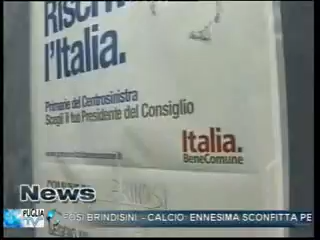 l'Italia.
Primarie del Centrosinistra
Scegli il tuo Presidente del Consiglio
Italia.
BeneComune
News
PUGLIA
TV
FOSI BRINDISINI: - CALCIO: ENNESIMA SCONFITTA PE